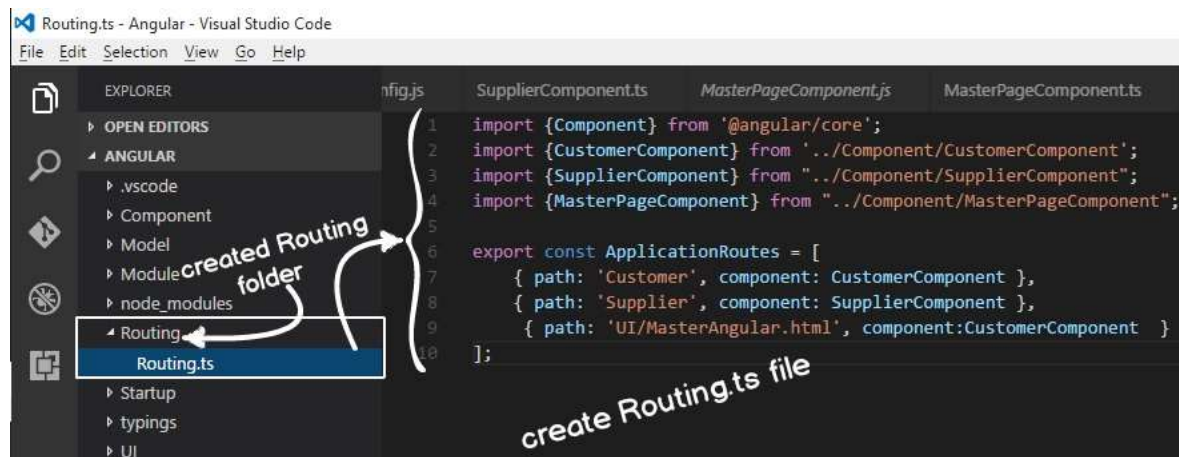 Routing.ts - Angular - Visual Studio Code
File Edit Selection View Go Help
EXPLORER
nfig.js SupplierComponent.ts MasterPageComponent.js MasterPageComponent.ts
OPEN EDITORS
ANGULAR
.vscode
Component
Model
Module
node_modules
Routing
Routing.ts
Startup
typings
UI
created Routing
folder
1 import {Component} from '@angular/core';
2 import {CustomerComponent} from '../Component/CustomerComponent';
3 import {SupplierComponent} from "../Component/SupplierComponent";
4 import {MasterPageComponent} from "../Component/MasterPageComponent";
5
6 export const ApplicationRoutes = [
7 { path: 'Customer', component: CustomerComponent },
8 { path: 'Supplier', component: SupplierComponent },
9 { path: 'UI/MasterAngular.html', component:CustomerComponent }
10 ];
create Routing.ts file